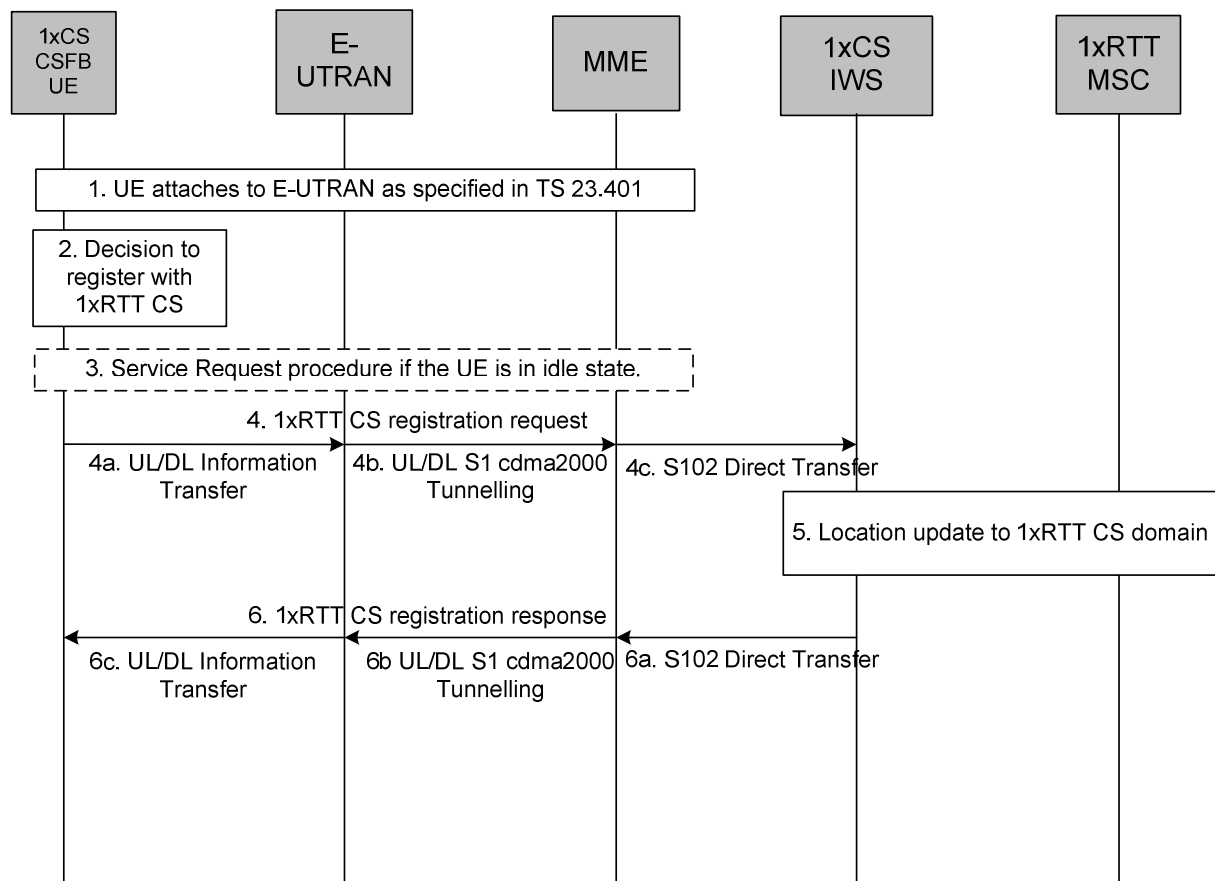 1xCS
CSFB
UE
E-
UTRAN
MME
1xCS
IWS
1xRTT
MSC
1. UE attaches to E-UTRAN as specified in TS 23.401
2. Decision to
register with
1xRTT CS
3. Service Request procedure if the UE is in idle state.
4. 1xRTT CS registration request
4a. UL/DL Information
Transfer
4b. UL/DL S1 cdma2000
Tunnelling
4c. S102 Direct Transfer
5. Location update to 1xRTT CS domain
6. 1xRTT CS registration response
6c. UL/DL Information
Transfer
6b UL/DL S1 cdma2000
Tunnelling
6a. S102 Direct Transfer